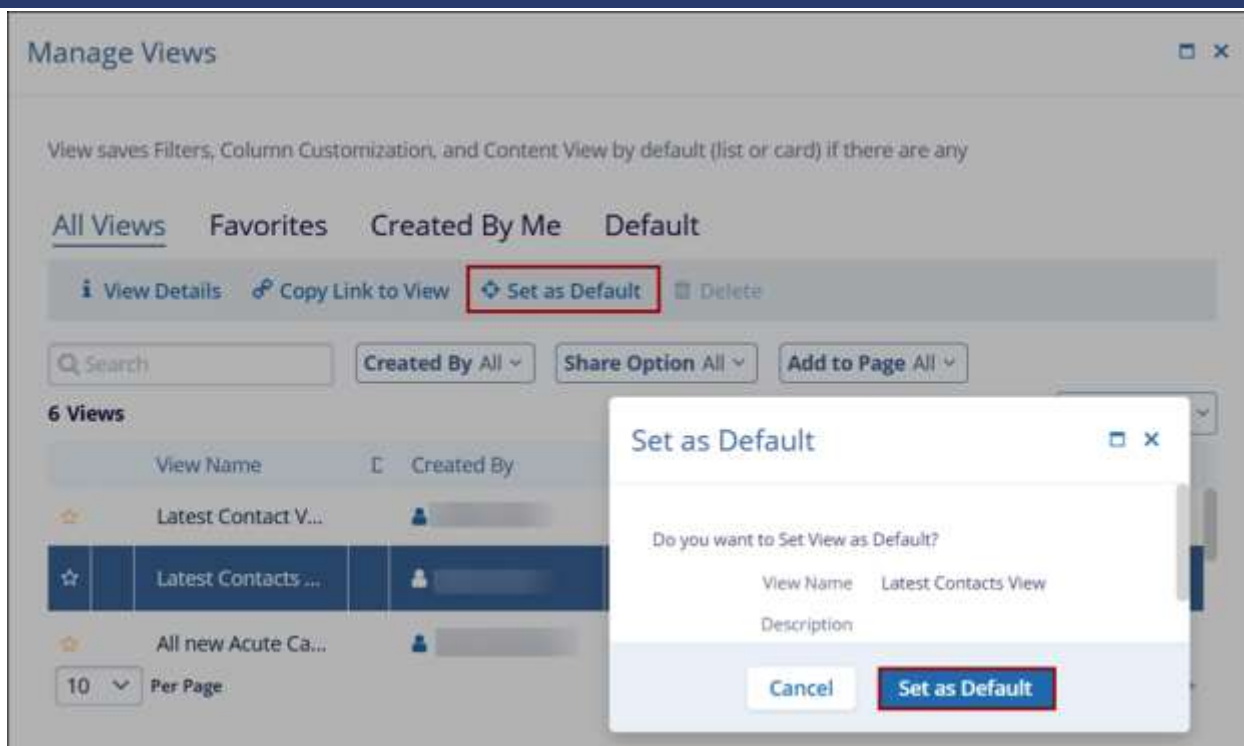 Manage Views
View saves Filters, Column Customization, and Content View by default (list or card) if there are any
All Views Favorites Created By Me Default
View Details Copy Link to View Set as Default Delete
Search Created By All Share Option All Add to Page All
6 Views
View Name D Created By
Latest Contact V...
Latest Contacts ...
All new Acute Ca...
10 Per Page
Set as Default
Do you want to Set View as Default?
View Name Latest Contacts View
Description
Cancel Set as Default